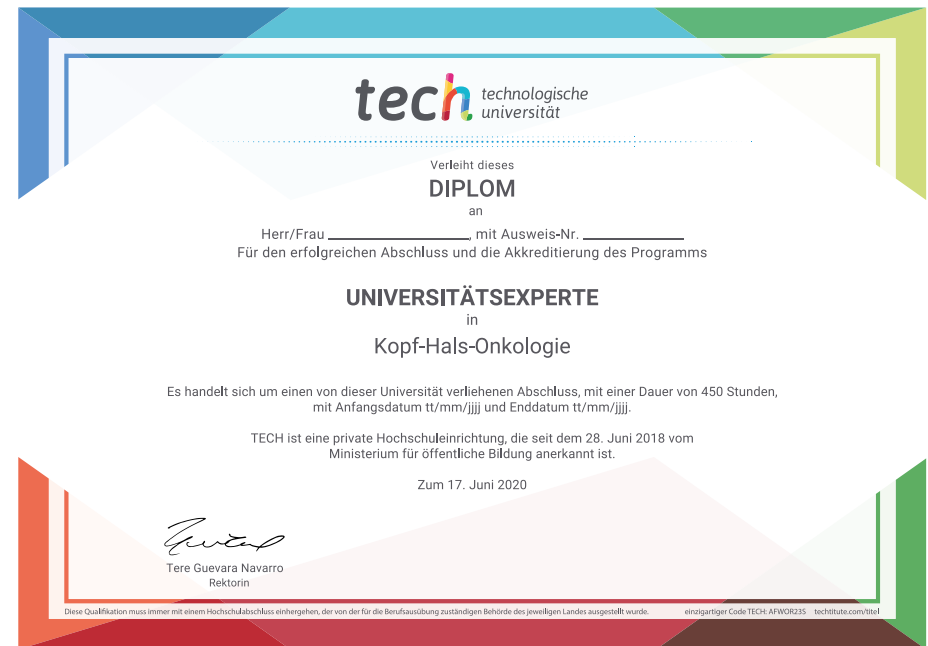 tech technologische
universität
Verleiht dieses
DIPLOM
an
Herr/Frau ________________, mit Ausweis-Nr. ____________
Für den erfolgreichen Abschluss und die Akkreditierung des Programms
UNIVERSITÄTSEXPERTE
in
Kopf-Hals-Onkologie
Es handelt sich um einen von dieser Universität verliehenen Abschluss, mit einer Dauer von 450 Stunden,
mit Anfangsdatum tt/mm/jjjj und Enddatum tt/mm/jjjj.
TECH ist eine private Hochschuleinrichtung, die seit dem 28. Juni 2018 vom
Ministerium für öffentliche Bildung anerkannt ist.
Zum 17. Juni 2020
Tere Guevara Navarro
Rektorin
Diese Qualifikation muss immer mit einem Hochschulabschluss einhergehen, der von der für die Berufsausübung zuständigen Behörde des jeweiligen Landes ausgestellt wurde. einzigartiger Code TECH: AFWOR23S techtitute.com/titel